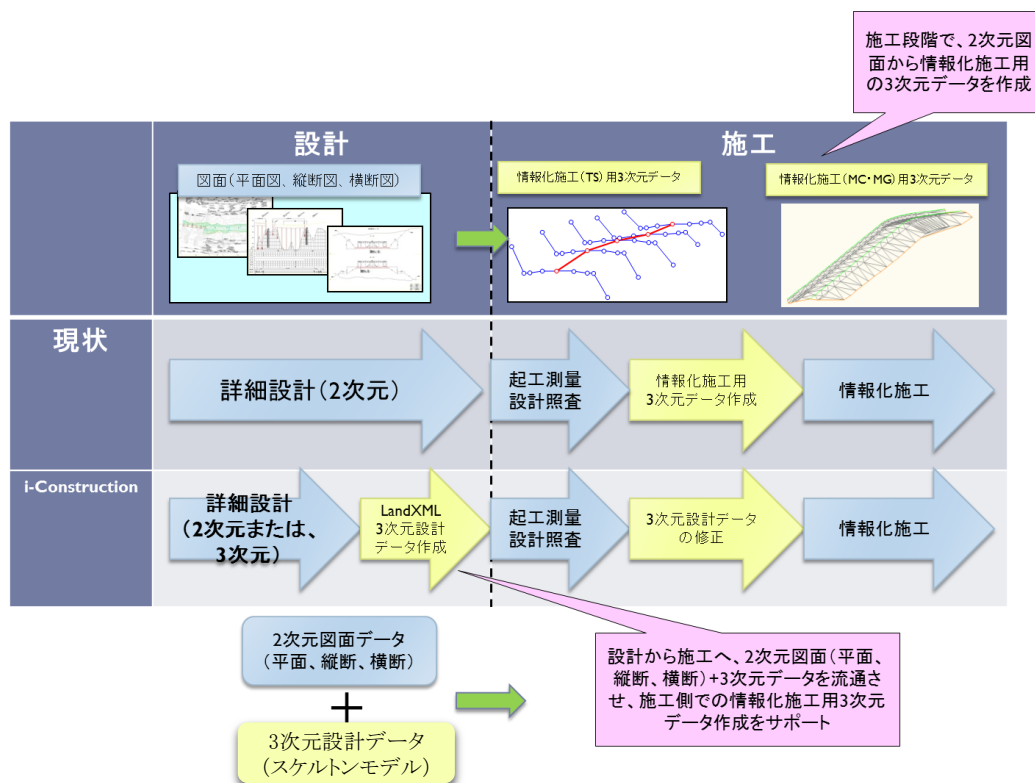 施工段階で、2次元図
面から情報化施工用
の3次元データを作成
設計
施工
図面(平面図、縦断図、横断図)
情報化施工(TS)用3次元データ
情報化施工(MC・MG)用3次元データ
現状
詳細設計(2次元)
起工測量
設計照査
情報化施工用
3次元データ作成
情報化施工
i-Construction
詳細設計
(2次元または、
3次元)
LandXML
3次元設計
データ作成
起工測量
設計照査
3次元設計データ
の修正
情報化施工
2次元図面データ
(平面、縦断、横断)
+
3次元設計データ
(スケルトンモデル)
設計から施工へ、2次元図面(平面、
縦断、横断)+3次元データを流通さ
せ、施工側での情報化施工用3次元
データ作成をサポート